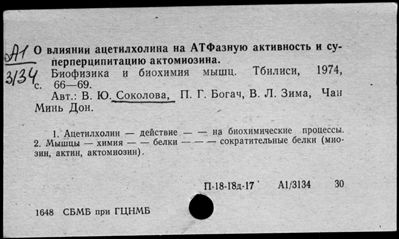 А1
3134
О влиянии ацетилхолина на АТФазную активность и су-
перперципитацию актомиозина.
Биофизика и биохимия мышц. Тбилиси, 1974,
с. 66—69.
Авт.: В. Ю. Соколова, П. Г. Богач, В. Л. Зима, Чан
Минь Дон.
1. Ацетилхолин — действие — — на биохимические процессы.
2. Мышцы — химия — — белки — — — сократительные белки (мио-
зин, актин, актомиозин).
П-18-18д-17 А1/3134 30
1648 СБМБ при ГЦНМБ